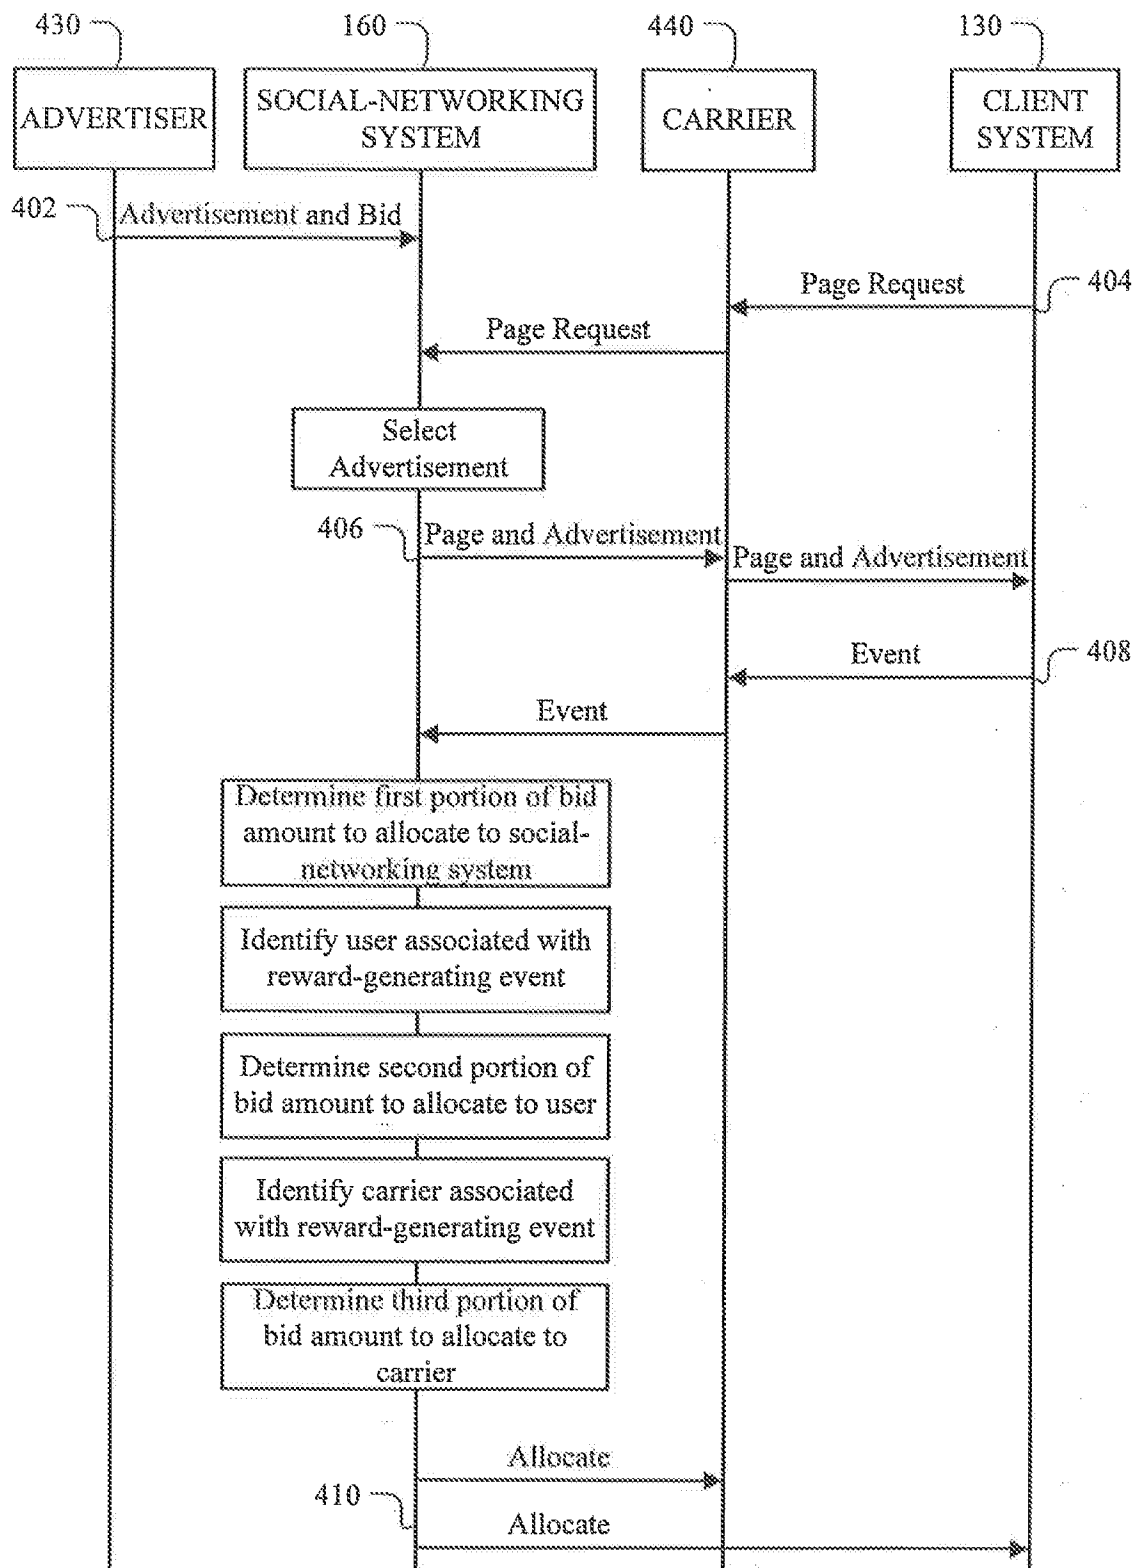 430
160
440
130
ADVERTISER
SOCIAL-NETWORKING
SYSTEM
CARRIER
CLIENT
SYSTEM
402
Advertisement and Bid
Page Request
404
Page Request
Select
Advertisement
406
Page and Advertisement
Page and Advertisement
Event
408
Event
Determine first portion of bid
amount to allocate to social-
networking system
Identify user associated with
reward-generating event
Determine second portion of
bid amount to allocate to user
Identify carrier associated
with reward-generating event
Determine third portion of
bid amount to allocate to
carrier
Allocate
410
Allocate